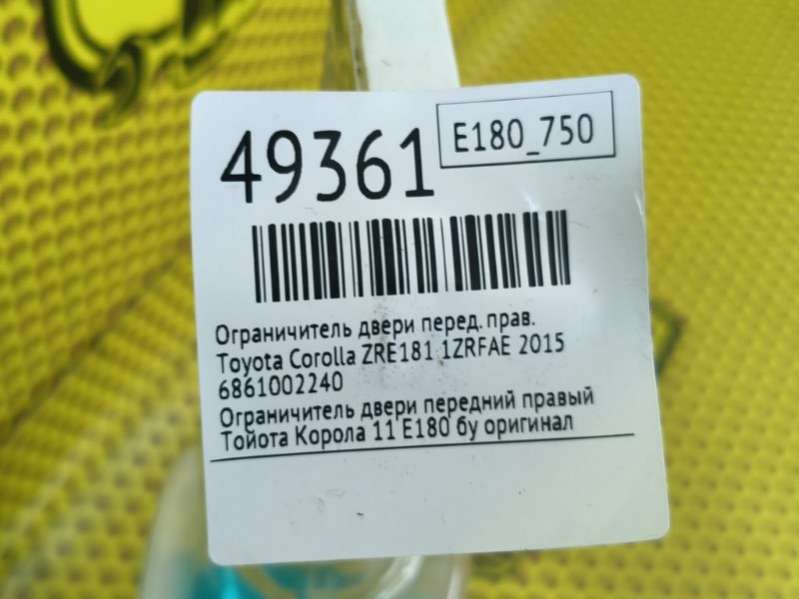 49361
E180_750
Ограничитель двери перед. прав.
Toyota Corolla ZRE181 1ZRFAE 2015
6861002240
Ограничитель двери передний правый
Тойота Корола 11 Е180 бу оригинал